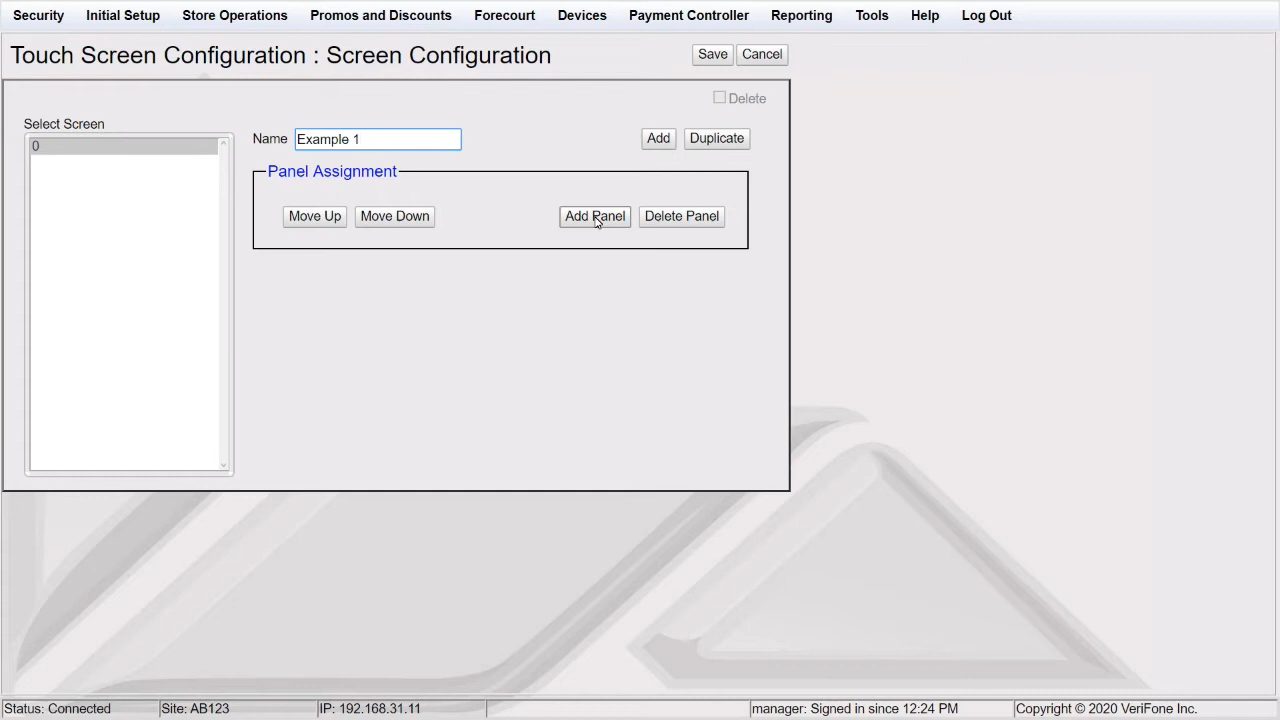 Security Initial Setup Store Operations Promos and Discounts Forecourt Devices Payment Controller Reporting Tools Help Log Out
Touch Screen Configuration : Screen Configuration Save Cancel
Delete
Select Screen
0
Name Example 1 Add Duplicate
Panel Assignment
Move Up Move Down Add Panel Delete Panel
Status: Connected Site: AB123 IP: 192.168.31.11 manager: Signed in since 12:24 PM Copyright © 2020 VeriFone Inc.